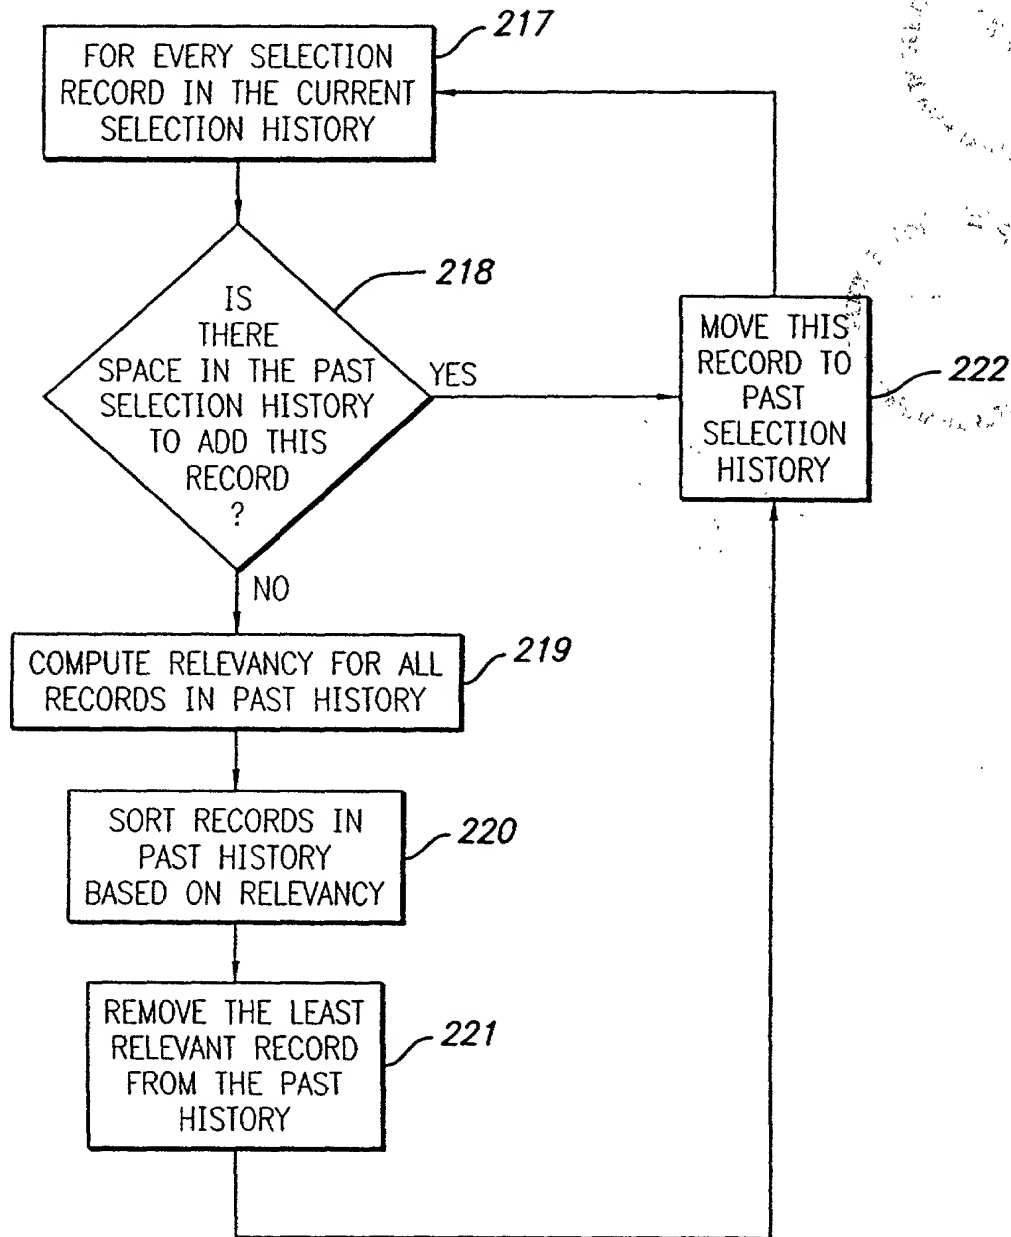 217
FOR EVERY SELECTION
RECORD IN THE CURRENT
SELECTION HISTORY
218
IS
THERE
SPACE IN THE PAST
SELECTION HISTORY
TO ADD THIS
RECORD
?
YES
MOVE THIS
RECORD TO
PAST
SELECTION
HISTORY
222
NO
219
COMPUTE RELEVANCY FOR ALL
RECORDS IN PAST HISTORY
220
SORT RECORDS IN
PAST HISTORY
BASED ON RELEVANCY
221
REMOVE THE LEAST
RELEVANT RECORD
FROM THE PAST
HISTORY